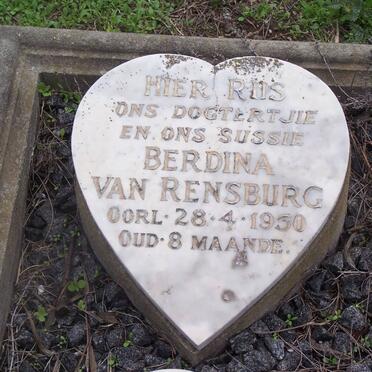 HIER RUS
ONS DOGTERTJIE
EN ONS SUSSIE
BERDINA
VAN RENSBURG
OORL·28·4·1950
OUD·8 MAANDE.